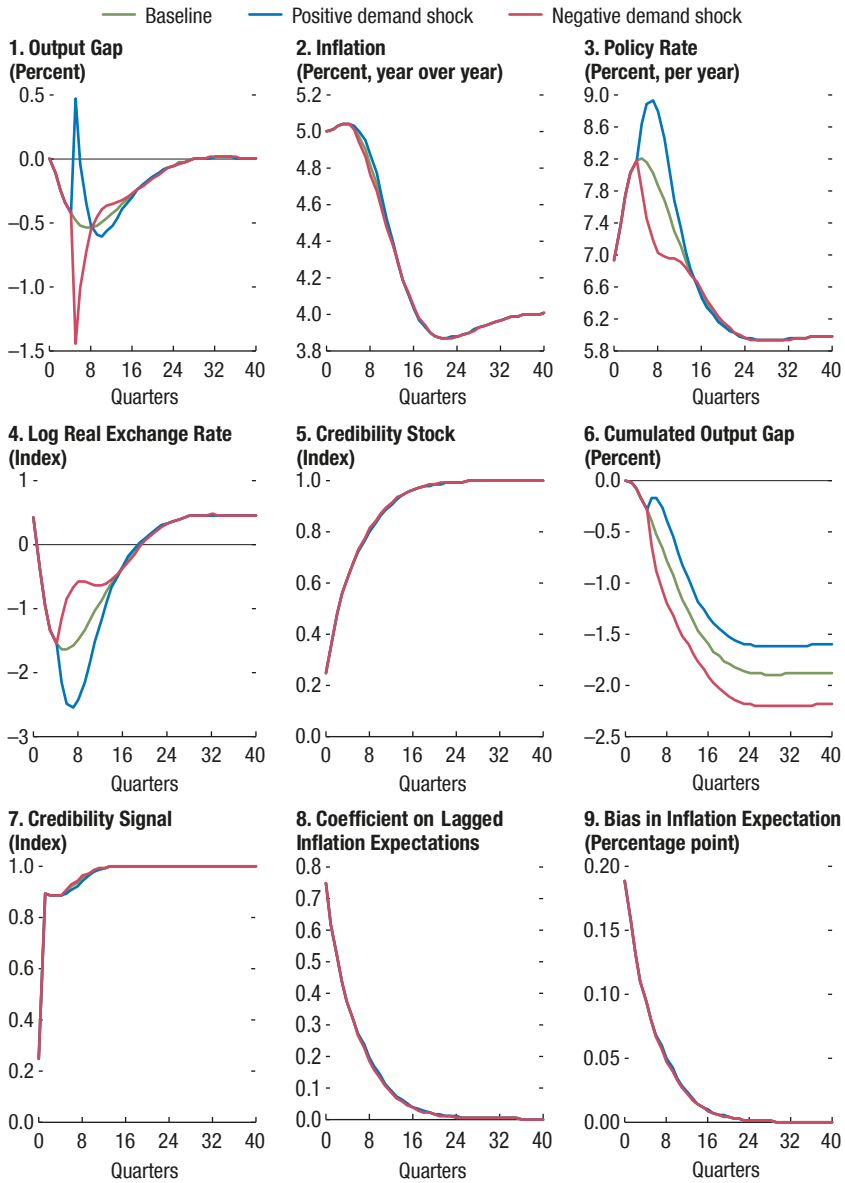 Baseline Positive demand shock Negative demand shock
1. Output Gap
(Percent)
0.5
0.0
–0.5
–1.0
–1.5
0 8 16 24 32 40
Quarters
2. Inflation
(Percent, year over year)
5.2
5.0
4.8
4.6
4.4
4.2
4.0
3.8
0 8 16 24 32 40
Quarters
3. Policy Rate
(Percent, per year)
9.0
8.6
8.2
7.8
7.4
7.0
6.6
6.2
5.8
0 8 16 24 32 40
Quarters
4. Log Real Exchange Rate
(Index)
1
0
–1
–2
–3
0 8 16 24 32 40
Quarters
5. Credibility Stock
(Index)
1.0
0.8
0.6
0.4
0.2
0.0
0 8 16 24 32 40
Quarters
6. Cumulated Output Gap
(Percent)
0.0
–0.5
–1.0
–1.5
–2.0
–2.5
0 8 16 24 32 40
Quarters
7. Credibility Signal
(Index)
1.0
0.8
0.6
0.4
0.2
0.0
0 8 16 24 32 40
Quarters
8. Coefficient on Lagged
Inflation Expectations
0.8
0.7
0.6
0.5
0.4
0.3
0.2
0.1
0.0
0 8 16 24 32 40
Quarters
9. Bias in Inflation Expectation
(Percentage point)
0.20
0.15
0.10
0.05
0.00
0 8 16 24 32 40
Quarters